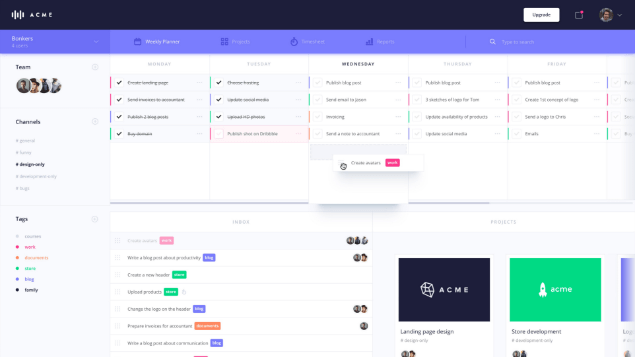 ACME
Upgrade
Bonkers
Weekly Planner
Projects
Reports
Type to search
Team
Channels
# general
# funny
# design-only
# development-only
# bugs
Tags
courses
work
documents
store
blog
family
MONDAY
Create landing page
Send invoices to accountant
Publish 2 blog posts
Buy domain
TUESDAY
Choose hosting
Update social media
Upload HQ photos
Publish shot on Dribbble
WEDNESDAY
Publish blog post
Send email to Jason
Invoicing
Send a note to accountant
Create avatars work
THURSDAY
Publish blog post
3 sketches of logo for Tom
Update availability of products
Update social media
FRIDAY
Publish blog post
Create 1st concept of logo
Send a logo to Chris
Emails
INBOX
Create avatars work
Write a blog post about productivity blog
Create a new header store
Upload products store
Change the logo on the header blog
Prepare invoices for accountant documents
Write a blog post about communication blog
PROJECTS
ACME
Landing page design
# design-only
acme
Store development
# development-only